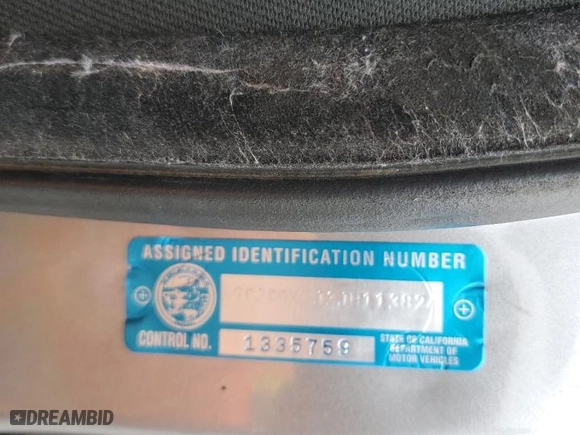 ASSIGNED IDENTIFICATION NUMBER
CONTROL NO.
1335759
STATE OF CALIFORNIA
DEPARTMENT OF
MOTOR VEHICLES
DREAMBID